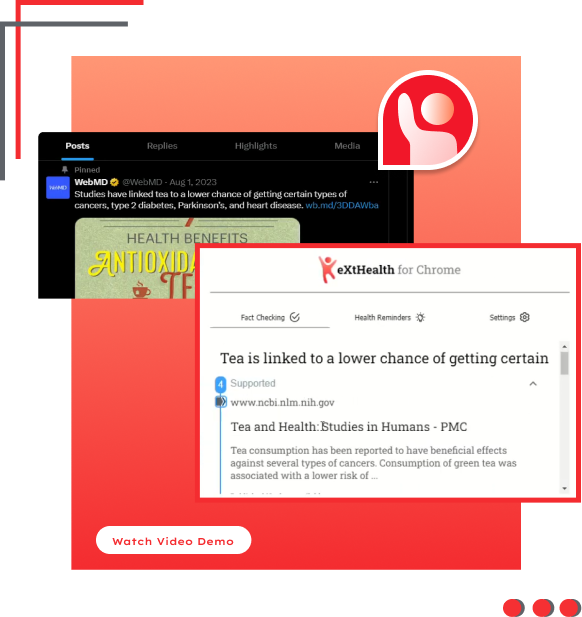 Posts Replies Highlights Media
Pinned
WebMD @WebMD · Aug 1, 2023 ...
Studies have linked tea to a lower chance of getting certain types of
cancers, type 2 diabetes, Parkinson's, and heart disease. wb.md/3DDAWba
WebMD
HEALTH BENEFITS
eXtHealth for Chrome
Fact Checking Health Reminders Settings
Tea is linked to a lower chance of getting certain
4 Supported
www.ncbi.nlm.nih.gov
Tea and Health: Studies in Humans - PMC
Tea consumption has been reported to have beneficial effects
against several types of cancers. Consumption of green tea was
associated with a lower risk of ...
Watch Video Demo